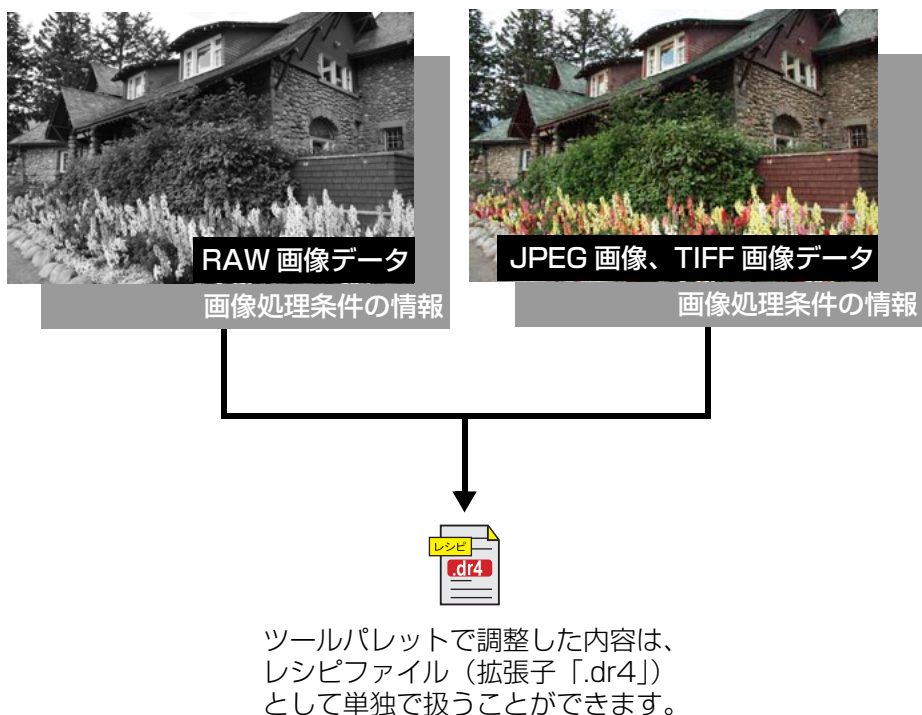 RAW 画像データ
画像処理条件の情報
JPEG 画像、TIFF 画像データ
画像処理条件の情報
レシピ
.dr4
ツールパレットで調整した内容は、
レシピファイル（拡張子「.dr4」）
として単独で扱うことができます。